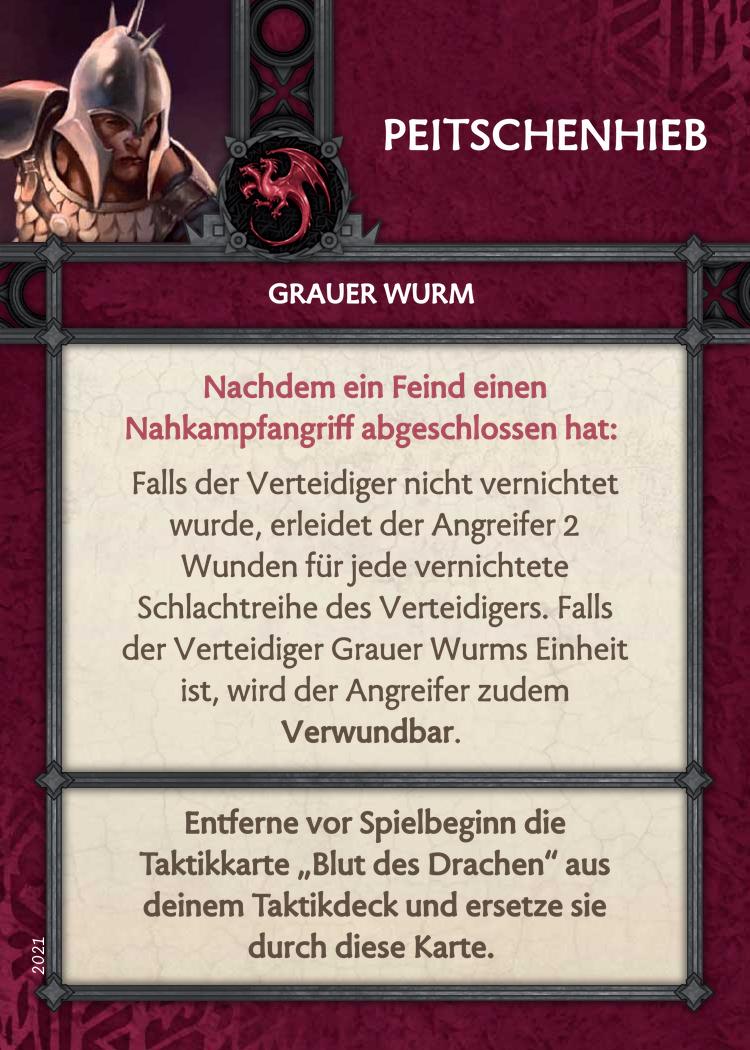 PEITSCHENHIEB
GRAUER WURM
Nachdem ein Feind einen
Nahkampfangriff abgeschlossen hat:
Falls der Verteidiger nicht vernichtet
wurde, erleidet der Angreifer 2
Wunden für jede vernichtete
Schlachtreihe des Verteidigers. Falls
der Verteidiger Grauer Wurms Einheit
ist, wird der Angreifer zudem
Verwundbar.
Entferne vor Spielbeginn die
Taktikkarte „Blut des Drachen“ aus
deinem Taktikdeck und ersetze sie
durch diese Karte.
2021